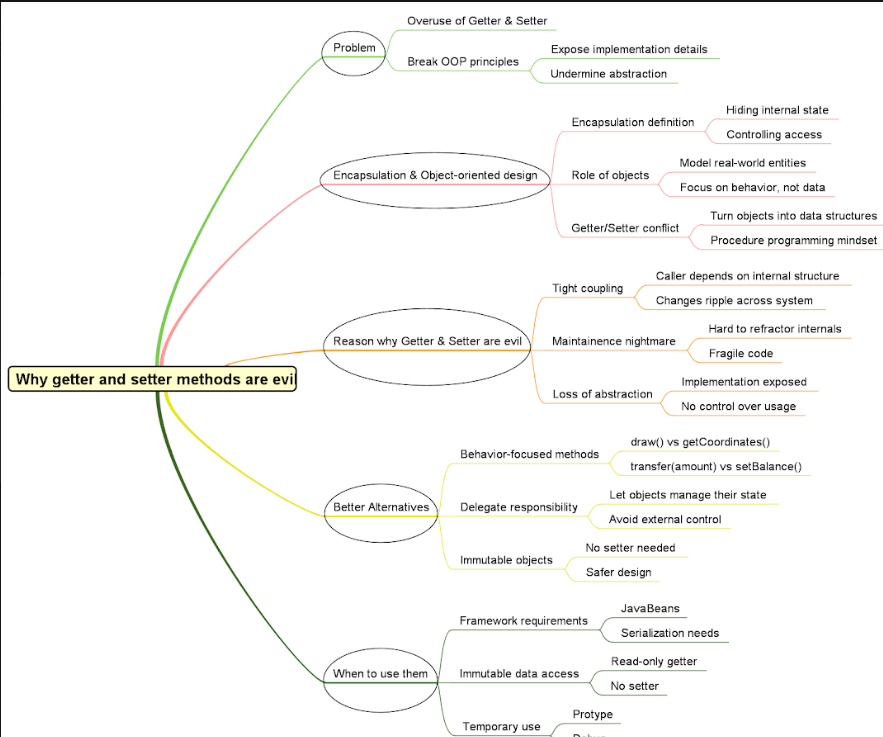 Problem
Overuse of Getter & Setter
Break OOP principles
Expose implementation details
Undermine abstraction
Encapsulation & Object-oriented design
Encapsulation definition
Hiding internal state
Controlling access
Role of objects
Model real-world entities
Focus on behavior, not data
Getter/Setter conflict
Turn objects into data structures
Procedure programming mindset
Why getter and setter methods are evil
Reason why Getter & Setter are evil
Tight coupling
Caller depends on internal structure
Changes ripple across system
Maintainence nightmare
Hard to refractor internals
Fragile code
Loss of abstraction
Implementation exposed
No control over usage
Better Alternatives
Behavior-focused methods
draw() vs getCoordinates()
transfer(amount) vs setBalance()
Delegate responsibility
Let objects manage their state
Avoid external control
Immutable objects
No setter needed
Safer design
When to use them
Framework requirements
JavaBeans
Serialization needs
Immutable data access
Read-only getter
No setter
Temporary use
Protype